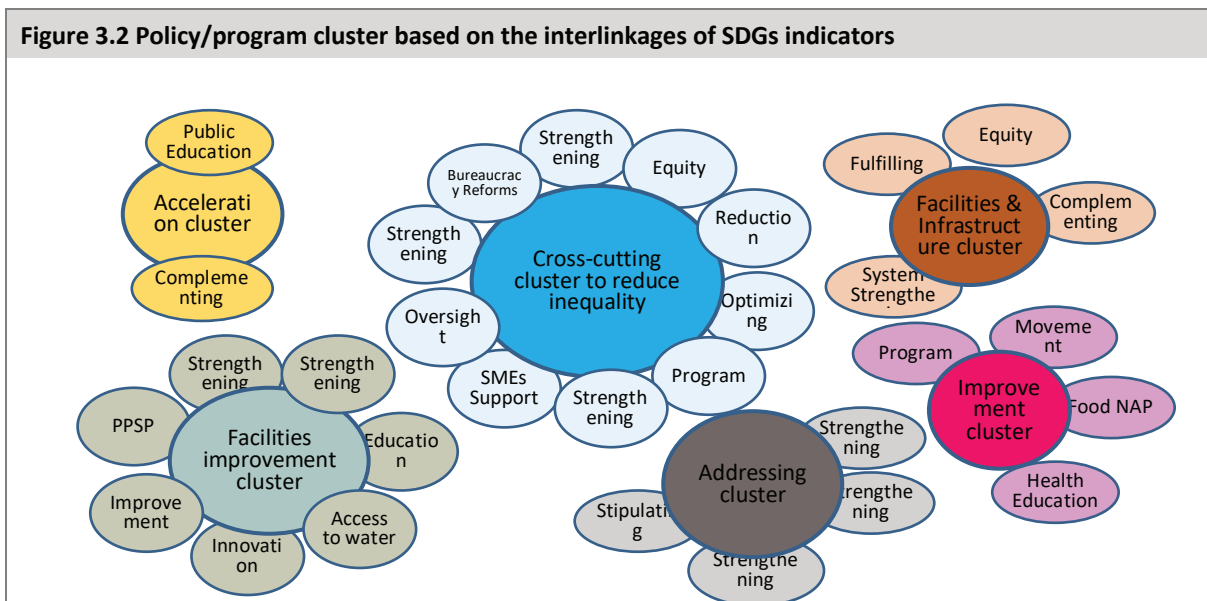 Figure 3.2 Policy/program cluster based on the interlinkages of SDGs indicators
Public
Education
Accelerati
on cluster
Compleme
nting
Strength
ening
Equity
Bureaucrac
y Reforms
Reductio
n
Strength
ening
Cross-cutting
cluster to reduce
inequality
Optimizi
ng
Oversigh
t
SMEs
Support
Strength
ening
Program
Equity
Fulfilling
Complem
enting
Facilities &
Infrastruct
ure cluster
System
Strengthe
Strength
ening
Strength
ening
PPSP
Educatio
n
Facilities
improvement
cluster
Improve
ment
Innovati
on
Access
to water
Strengthe
ning
Addressing
cluster
Strengthe
ning
Stipulatin
g
Strengthe
ning
Program
Moveme
nt
Improve
ment
cluster
Food NAP
Health
Education